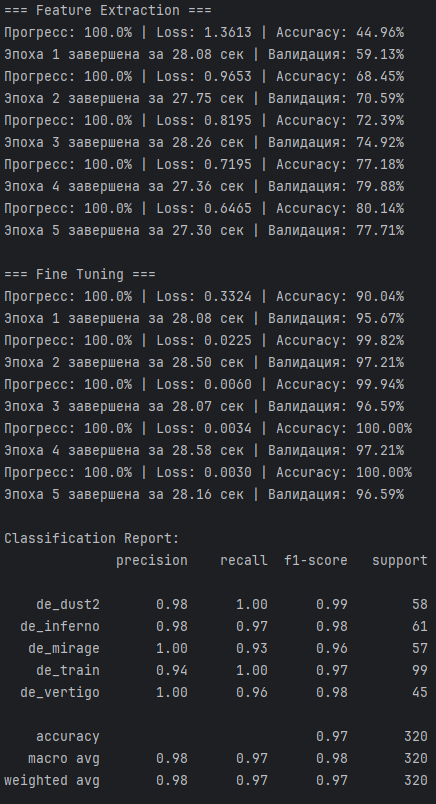 === Feature Extraction ===
Прогресс: 100.0% | Loss: 1.3613 | Accuracy: 44.96%
Эпоха 1 завершена за 28.08 сек | Валидация: 59.13%
Прогресс: 100.0% | Loss: 0.9653 | Accuracy: 68.45%
Эпоха 2 завершена за 27.75 сек | Валидация: 70.59%
Прогресс: 100.0% | Loss: 0.8195 | Accuracy: 72.39%
Эпоха 3 завершена за 28.26 сек | Валидация: 74.92%
Прогресс: 100.0% | Loss: 0.7195 | Accuracy: 77.18%
Эпоха 4 завершена за 27.36 сек | Валидация: 79.88%
Прогресс: 100.0% | Loss: 0.6465 | Accuracy: 80.14%
Эпоха 5 завершена за 27.30 сек | Валидация: 77.71%
=== Fine Tuning ===
Прогресс: 100.0% | Loss: 0.3324 | Accuracy: 90.04%
Эпоха 1 завершена за 28.08 сек | Валидация: 95.67%
Прогресс: 100.0% | Loss: 0.0225 | Accuracy: 99.82%
Эпоха 2 завершена за 28.50 сек | Валидация: 97.21%
Прогресс: 100.0% | Loss: 0.0060 | Accuracy: 99.94%
Эпоха 3 завершена за 28.07 сек | Валидация: 96.59%
Прогресс: 100.0% | Loss: 0.0034 | Accuracy: 100.00%
Эпоха 4 завершена за 28.58 сек | Валидация: 97.21%
Прогресс: 100.0% | Loss: 0.0030 | Accuracy: 100.00%
Эпоха 5 завершена за 28.16 сек | Валидация: 96.59%
Classification Report:
precision recall f1-score support
de_dust2 0.98 1.00 0.99 58
de_inferno 0.98 0.97 0.98 61
de_mirage 1.00 0.93 0.96 57
de_train 0.94 1.00 0.97 99
de_vertigo 1.00 0.96 0.98 45
accuracy 0.97 320
macro avg 0.98 0.97 0.98 320
weighted avg 0.98 0.97 0.97 320